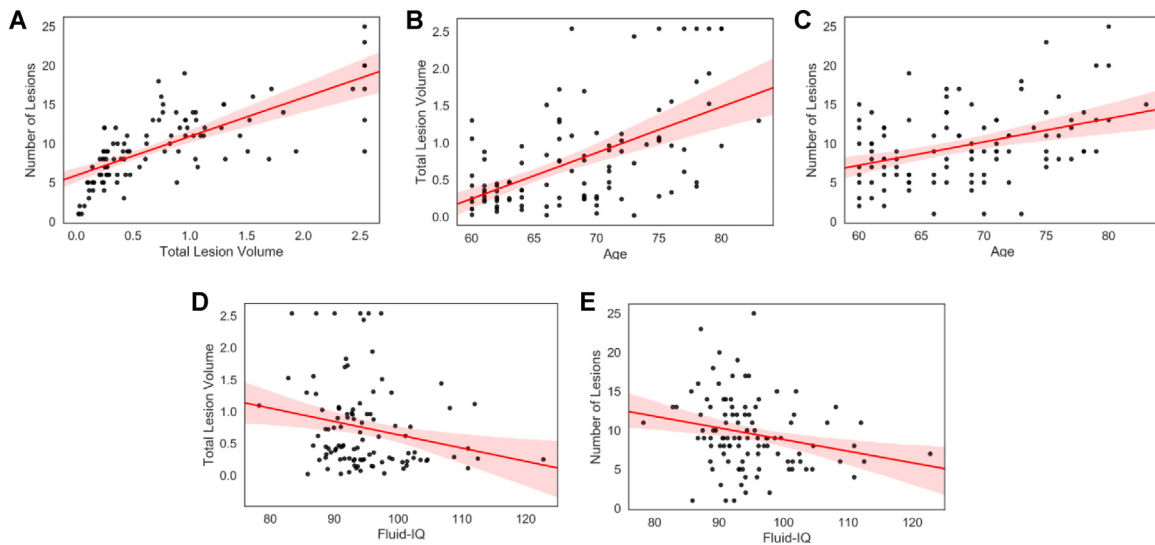 A
Number of Lesions
25
20
15
10
5
0
0.0 0.5 1.0 1.5 2.0 2.5
Total Lesion Volume
B
Total Lesion Volume
2.5
2.0
1.5
1.0
0.5
0.0
60 65 70 75 80
Age
C
Number of Lesions
25
20
15
10
5
0
60 65 70 75 80
Age
D
Total Lesion Volume
2.5
2.0
1.5
1.0
0.5
0.0
80 90 100 110 120
Fluid-IQ
E
Number of Lesions
25
20
15
10
5
0
80 90 100 110 120
Fluid-IQ